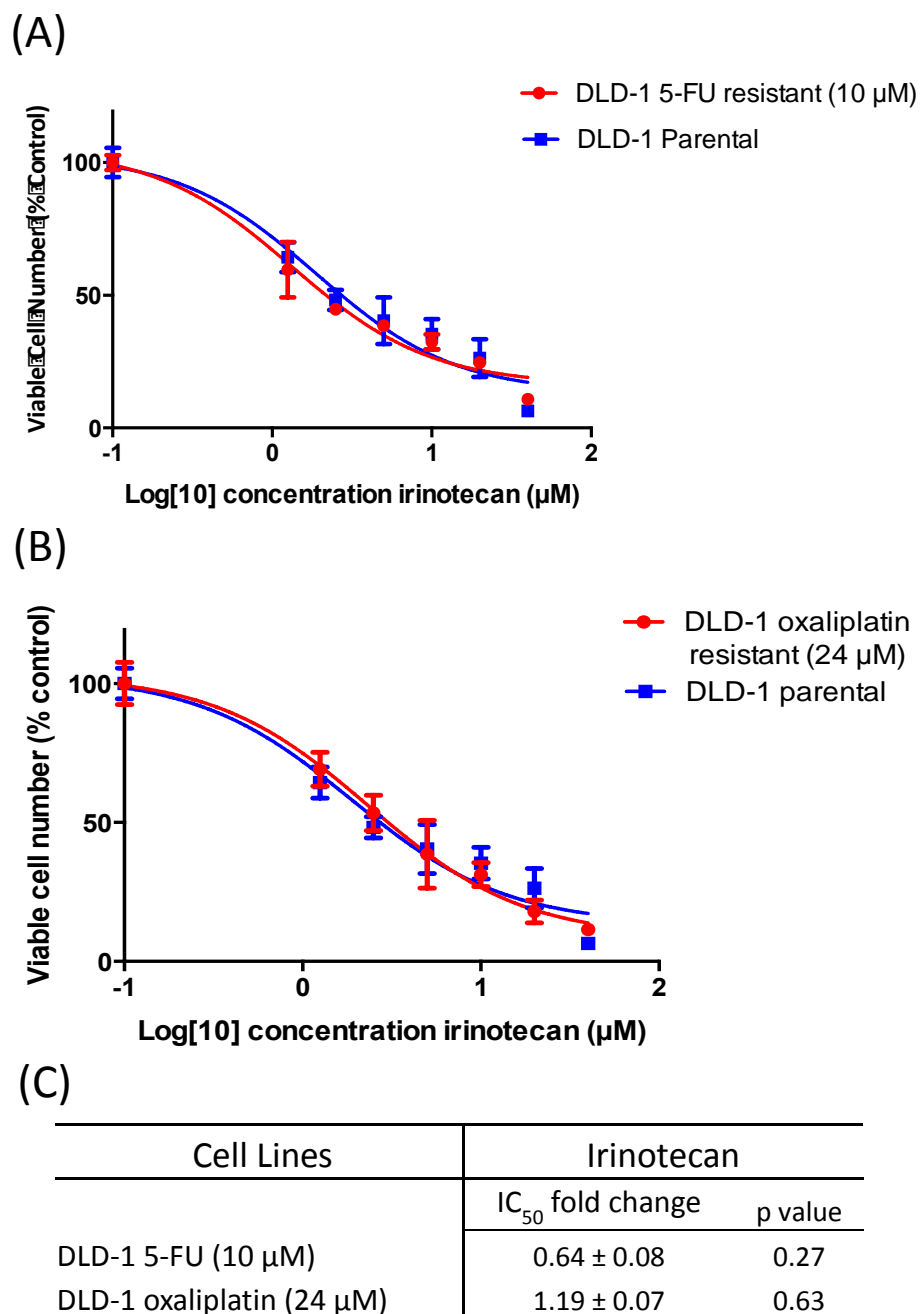 (A)
DLD-1 5-FU resistant (10 µM)
DLD-1 Parental
Viable Cell Number (% Control)
100
50
0
-1
0
1
2
Log[10] concentration irinotecan (µM)
(B)
DLD-1 oxaliplatin
resistant (24 µM)
DLD-1 parental
Viable cell number (% control)
100
50
0
-1
0
1
2
Log[10] concentration irinotecan (µM)
(C)
Cell Lines Irinotecan
IC50 fold change p value
DLD-1 5-FU (10 µM) 0.64 ± 0.08 0.27
DLD-1 oxaliplatin (24 µM) 1.19 ± 0.07 0.63